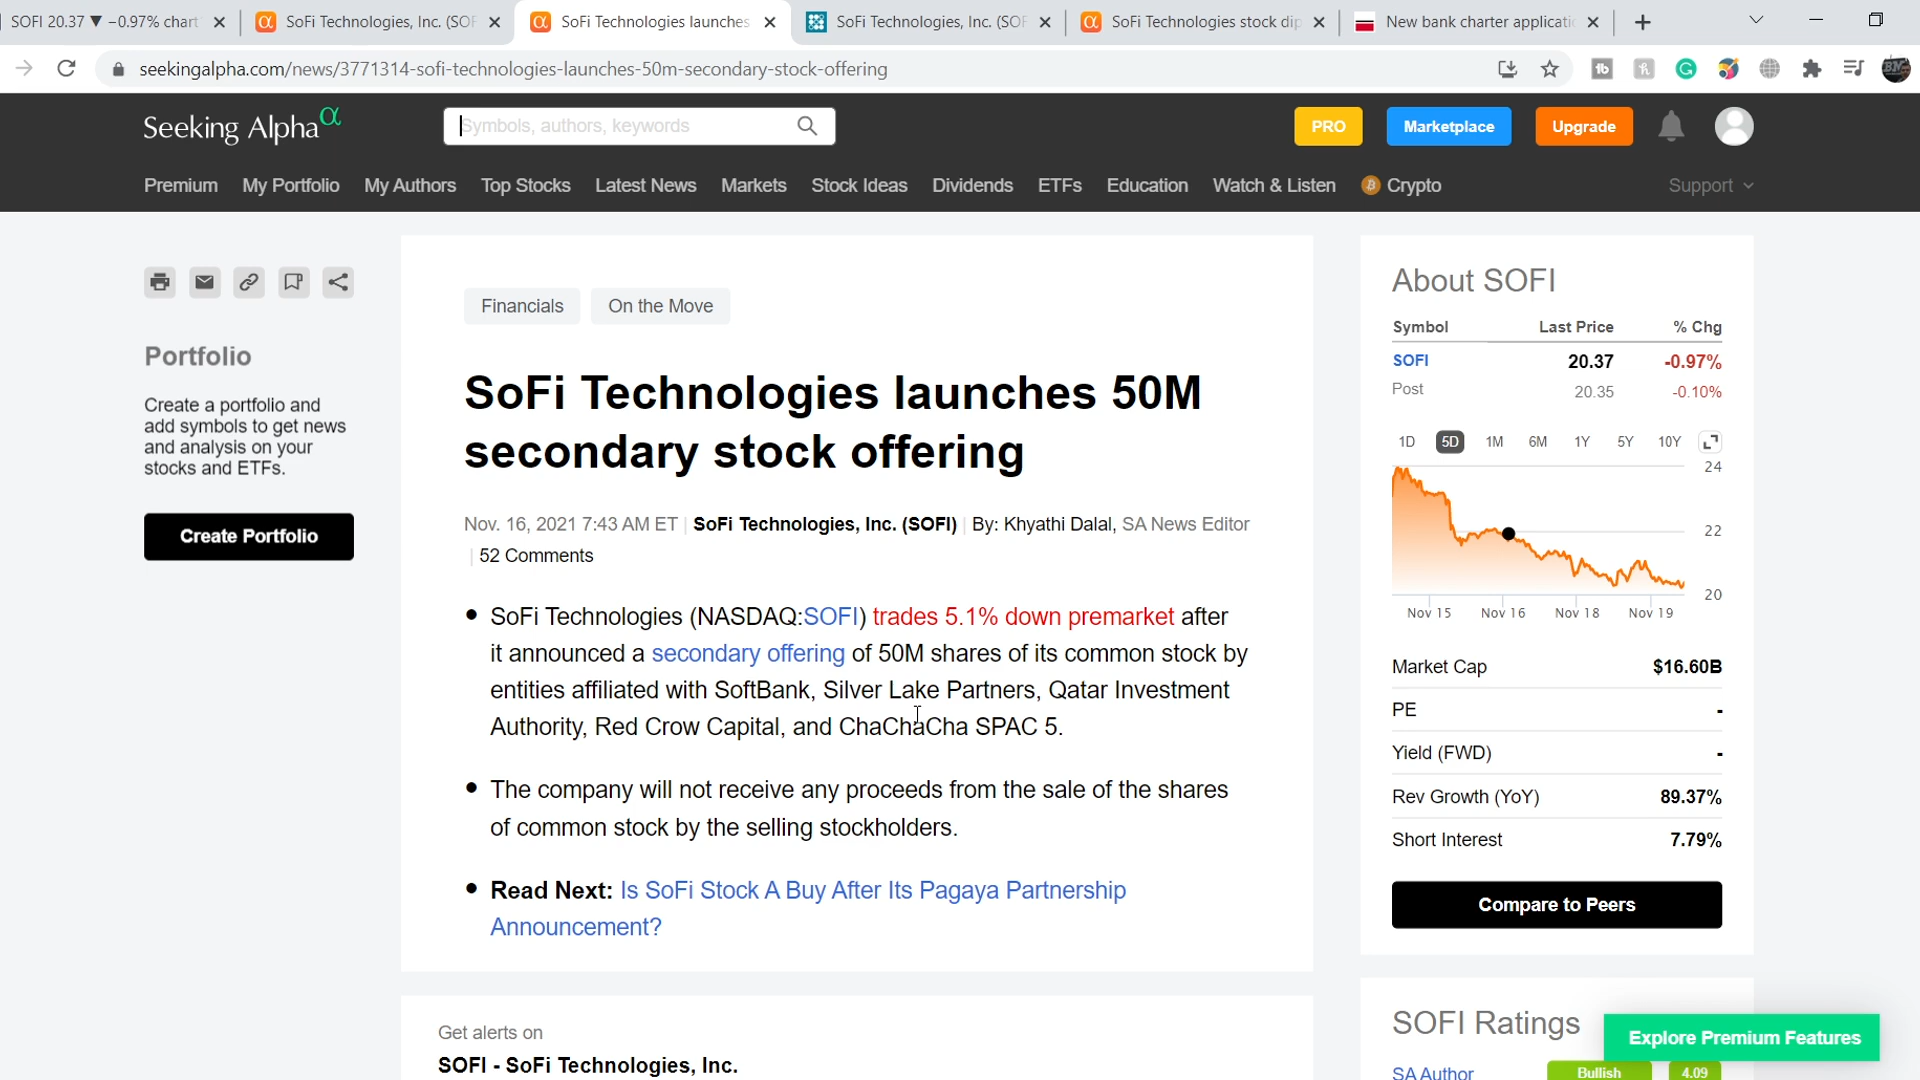 SOFI 20.37 ▼ −0.97% chart
SoFi Technologies, Inc. (SOF
SoFi Technologies launches
SoFi Technologies, Inc. (SOF
SoFi Technologies stock dip
New bank charter applicatio
seekingalpha.com/news/3771314-sofi-technologies-launches-50m-secondary-stock-offering
Seeking Alpha α
Symbols, authors, keywords
PRO
Marketplace
Upgrade
Premium My Portfolio My Authors Top Stocks Latest News Markets Stock Ideas Dividends ETFs Education Watch & Listen Crypto Support
Portfolio
Create a portfolio and
add symbols to get news
and analysis on your
stocks and ETFs.
Create Portfolio
Financials
On the Move
SoFi Technologies launches 50M
secondary stock offering
Nov. 16, 2021 7:43 AM ET | SoFi Technologies, Inc. (SOFI) | By: Khyathi Dalal, SA News Editor
| 52 Comments
• SoFi Technologies (NASDAQ:SOFI) trades 5.1% down premarket after
it announced a secondary offering of 50M shares of its common stock by
entities affiliated with SoftBank, Silver Lake Partners, Qatar Investment
Authority, Red Crow Capital, and ChaChaCha SPAC 5.
• The company will not receive any proceeds from the sale of the shares
of common stock by the selling stockholders.
• Read Next: Is SoFi Stock A Buy After Its Pagaya Partnership
Announcement?
Get alerts on
SOFI - SoFi Technologies, Inc.
About SOFI
Symbol Last Price % Chg
SOFI 20.37 -0.97%
Post 20.35 -0.10%
1D 5D 1M 6M 1Y 5Y 10Y
24
22
20
Nov 15 Nov 16 Nov 18 Nov 19
Market Cap $16.60B
PE -
Yield (FWD) -
Rev Growth (YoY) 89.37%
Short Interest 7.79%
Compare to Peers
SOFI Ratings
Explore Premium Features
SA Author Bullish 4.09